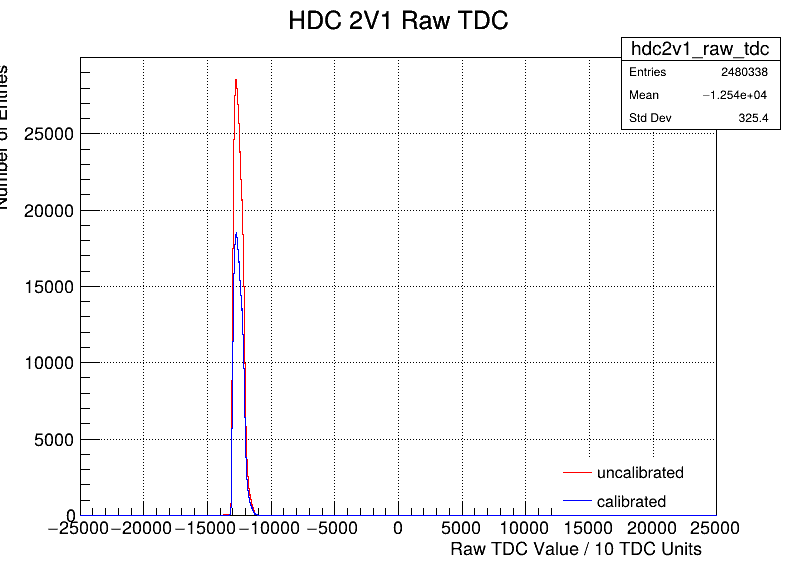 HDC 2V1 Raw TDC
hdc2v1_raw_tdc
Entries 2480338
Mean −1.254e+04
Std Dev 325.4
Number of Entries
25000
20000
15000
10000
5000
0
−25000 −20000 −15000 −10000 −5000 0 5000 10000 15000 20000 25000
uncalibrated
calibrated
Raw TDC Value / 10 TDC Units